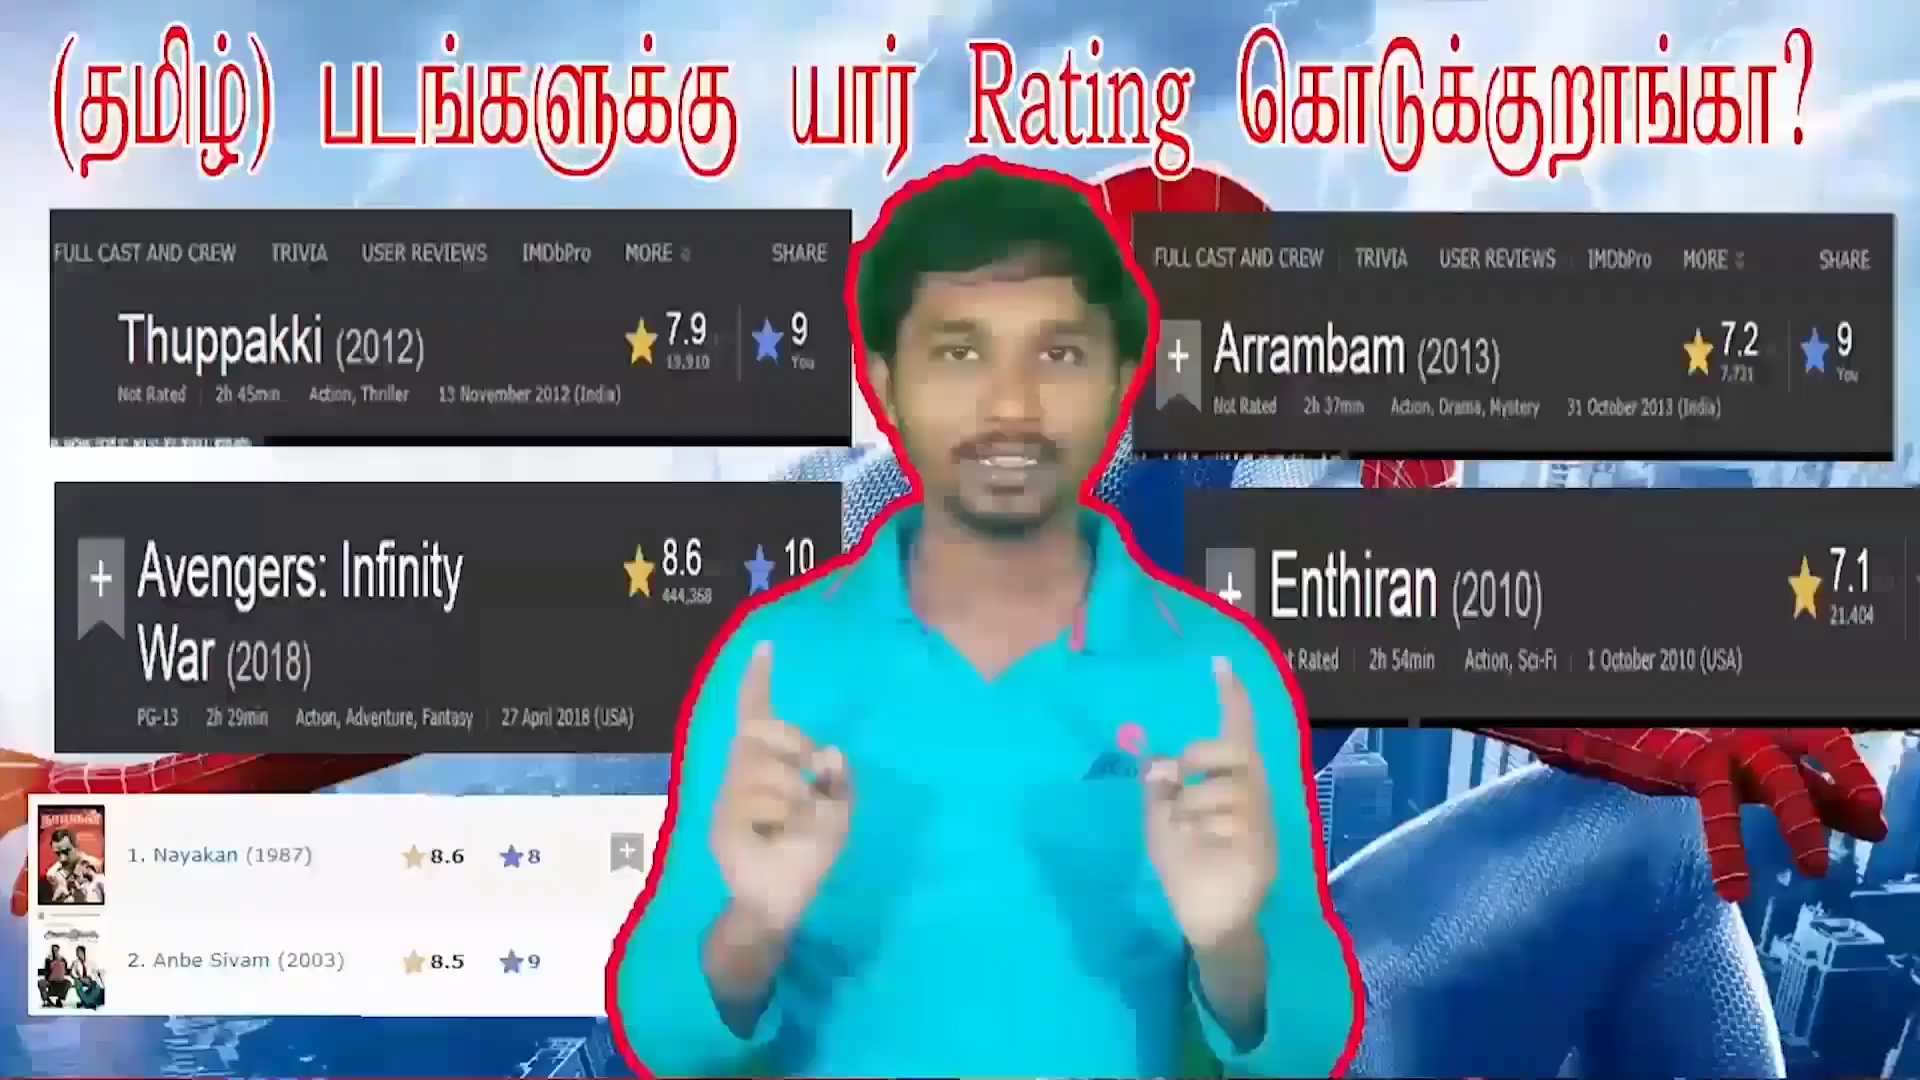 (தமிழ்) படங்களுக்கு யார் Rating கொடுக்குறாங்கா?
FULL CAST AND CREW TRIVIA USER REVIEWS IMDbPro MORE SHARE
Thuppakki (2012) 7.9 9
13,910 You
Not Rated 2h 45min Action, Thriller 13 November 2012 (India)
FULL CAST AND CREW TRIVIA USER REVIEWS IMDbPro MORE SHARE
+ Arrambam (2013) 7.2 9
7,721 You
Not Rated 2h 37min Action, Drama, Mystery 31 October 2013 (India)
+ Avengers: Infinity 8.6 10
444,368
War (2018)
PG-13 2h 29min Action, Adventure, Fantasy 27 April 2018 (USA)
+ Enthiran (2010) 7.1
21,404
Rated 2h 54min Action, Sci-Fi 1 October 2010 (USA)
நாயகன்
1. Nayakan (1987) 8.6 8 +
2. Anbe Sivam (2003) 8.5 9